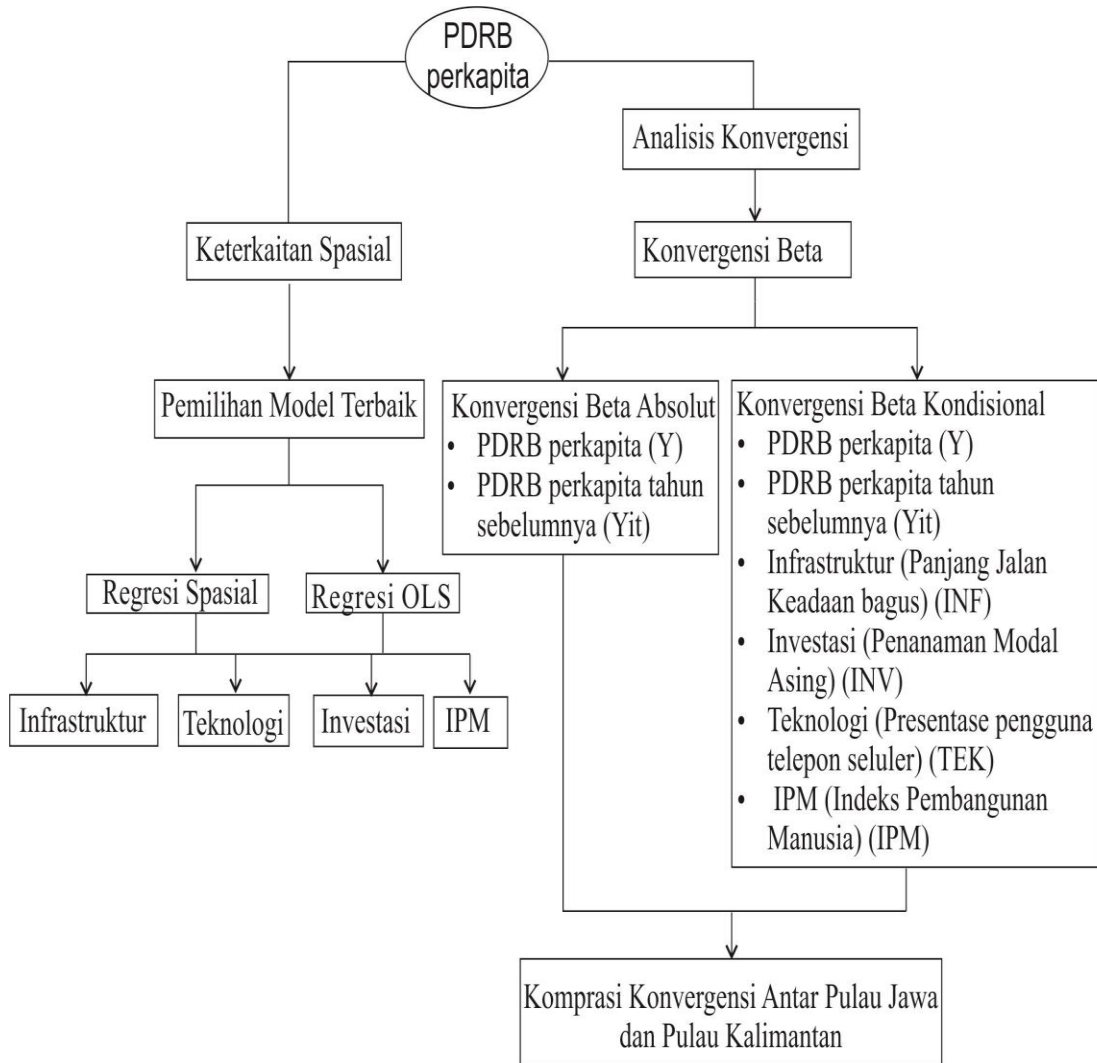 PDRB
perkapita
Analisis Konvergensi
Keterkaitan Spasial
Konvergensi Beta
Pemilihan Model Terbaik
Regresi Spasial
Regresi OLS
Infrastruktur
Teknologi
Investasi
IPM
Konvergensi Beta Absolut
• PDRB perkapita (Y)
• PDRB perkapita tahun
sebelumnya (Yit)
Konvergensi Beta Kondisional
• PDRB perkapita (Y)
• PDRB perkapita tahun
sebelumnya (Yit)
• Infrastruktur (Panjang Jalan
Keadaan bagus) (INF)
• Investasi (Penanaman Modal
Asing) (INV)
• Teknologi (Presentase pengguna
telepon seluler) (TEK)
• IPM (Indeks Pembangunan
Manusia) (IPM)
Komprasi Konvergensi Antar Pulau Jawa
dan Pulau Kalimantan